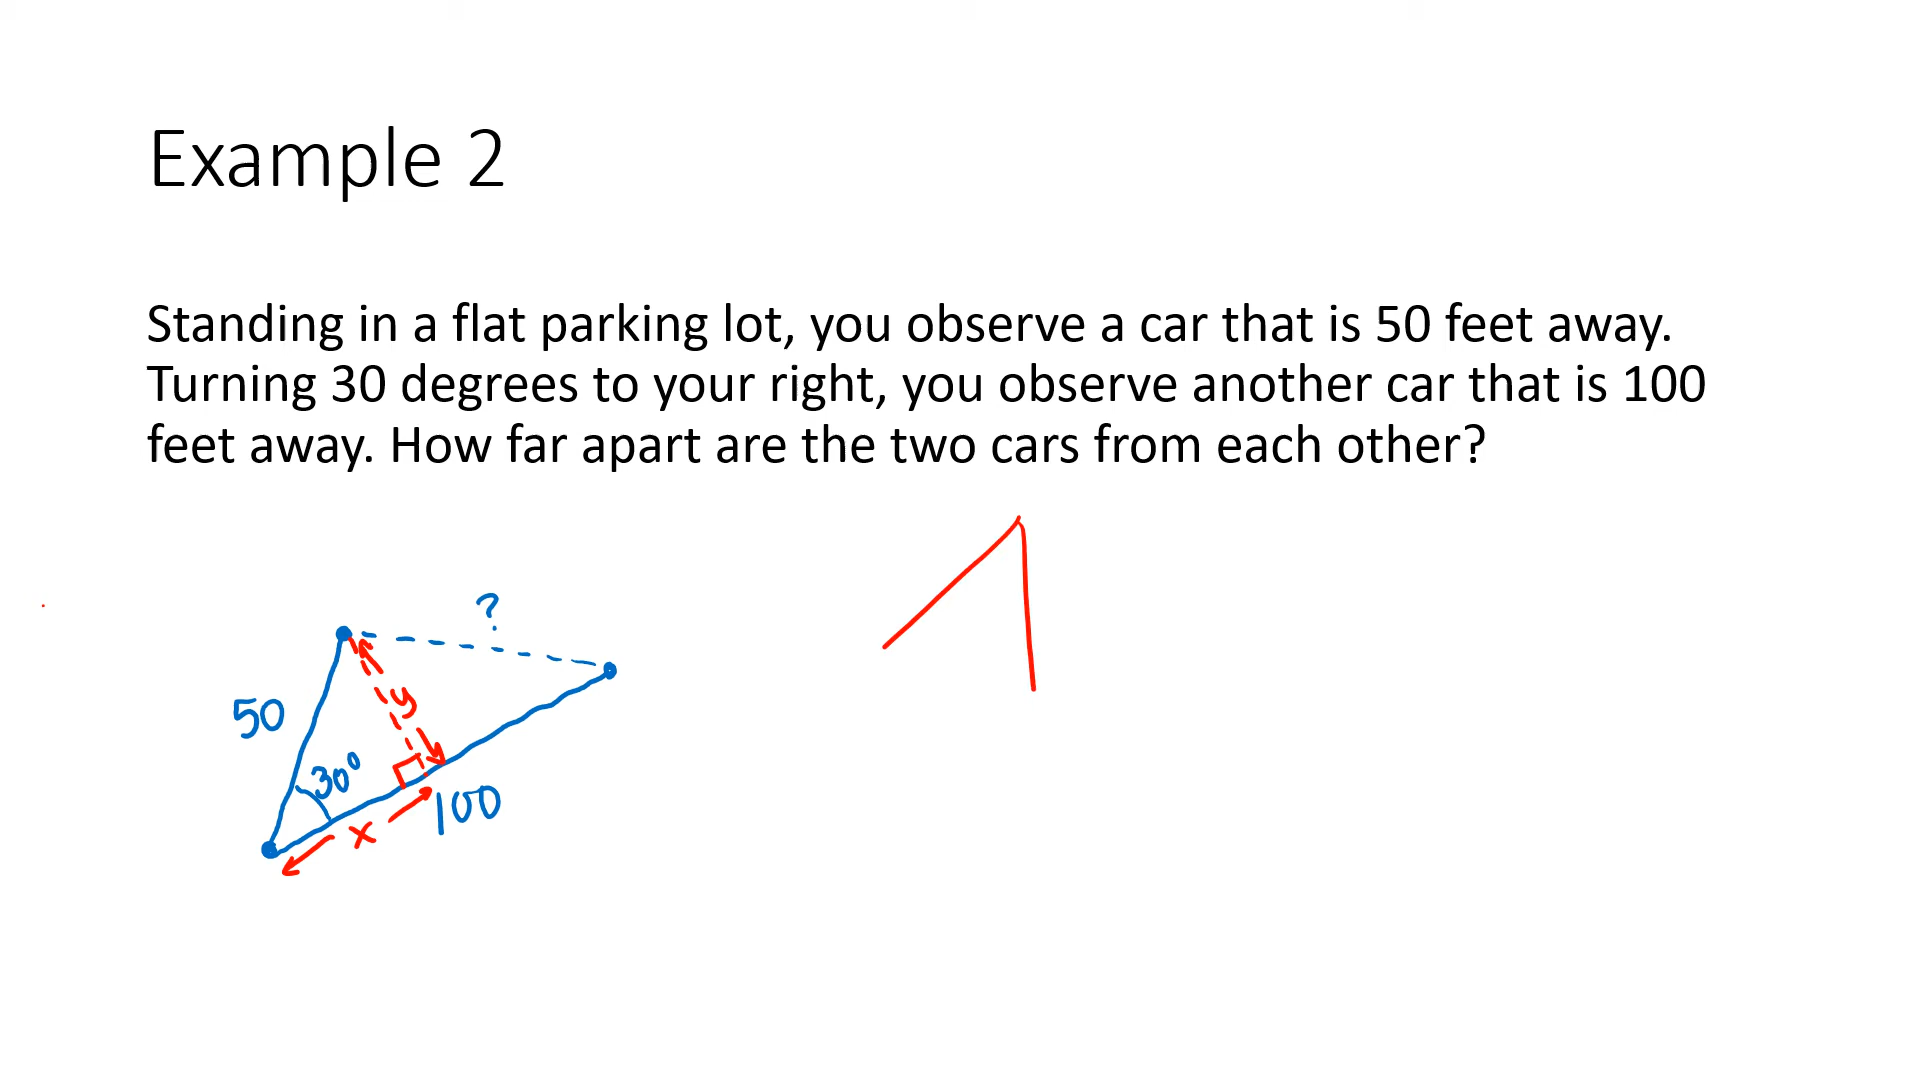 Example 2
Standing in a flat parking lot, you observe a car that is 50 feet away.
Turning 30 degrees to your right, you observe another car that is 100
feet away. How far apart are the two cars from each other?
?
50
y
30°
100
x